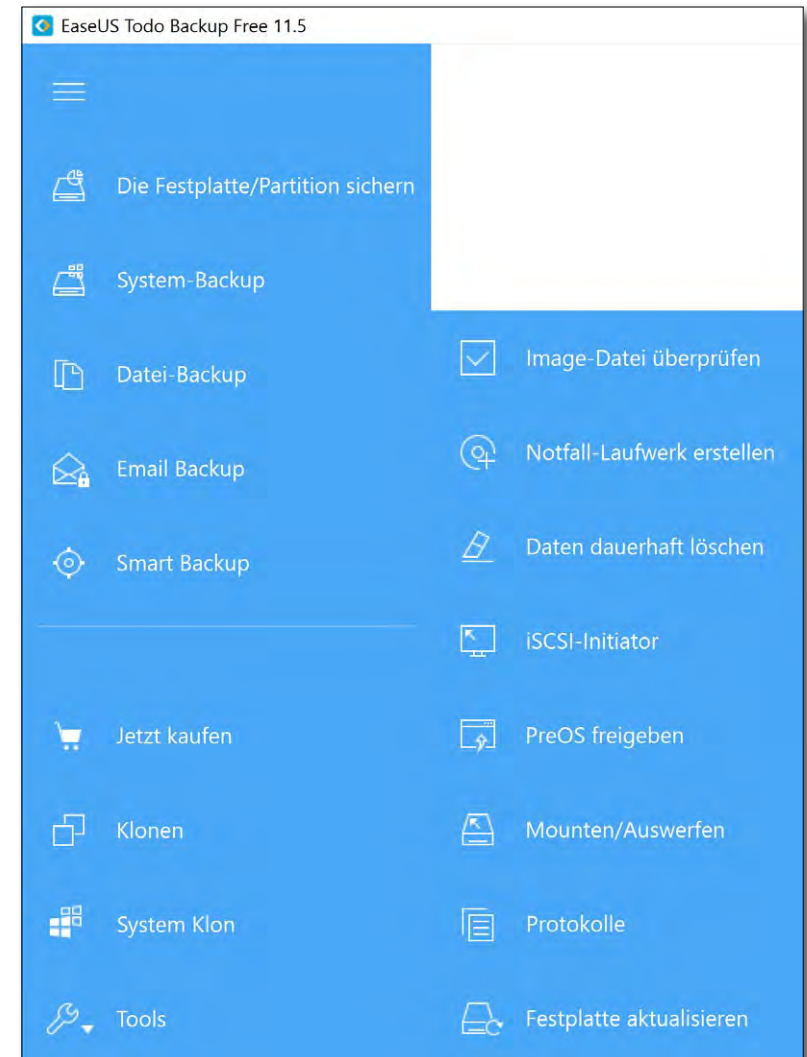 EaseUS Todo Backup Free 11.5
Die Festplatte/Partition sichern
System-Backup
Datei-Backup
Email Backup
Smart Backup
Jetzt kaufen
Klonen
System Klon
Tools
Image-Datei überprüfen
Notfall-Laufwerk erstellen
Daten dauerhaft löschen
iSCSI-Initiator
PreOS freigeben
Mounten/Auswerfen
Protokolle
Festplatte aktualisieren